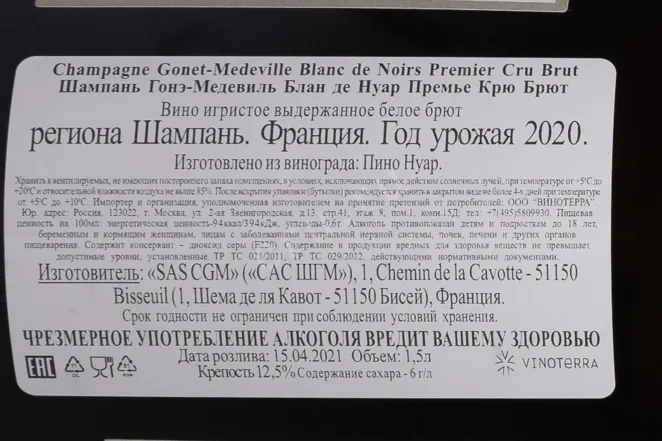 Champagne Gonet-Medeville Blanc de Noirs Premier Cru Brut
Шампань Гонэ-Медевиль Блан де Нуар Премье Крю Брют
Вино игристое выдержанное белое брют
региона Шампань. Франция. Год урожая 2020.
Изготовлено из винограда: Пино Нуар.
Хранить в вентилируемых, не имеющих постороннего запаха помещениях, в условиях, исключающих прямое действие солнечных лучей, при температуре от +5°C до
+20°C и относительной влажности воздуха не выше 85%. После вскрытия упаковки (бутылки) рекомендуется хранить в закрытом виде не более 4-х дней при температуре
от +5°C до +10°C. Импортер и организация, уполномоченная изготовителем на принятие претензий от потребителей: ООО "ВИНОТЕРРА".
Юр. адрес: Россия, 123022, г. Москва, ул. 2-ая Звенигородская, д.13, стр.41, этаж 8, пом.1, комн.15Д; тел: +7(495)5809930. Пищевая
ценность на 100мл: энергетическая ценность-94ккал/394кДж, углеводы-0,6г. Алкоголь противопоказан детям и подросткам до 18 лет,
беременным и кормящим женщинам, лицам с заболеваниями центральной нервной системы, почек, печени и других органов
пищеварения. Содержит консервант – диоксид серы (E220). Содержание в продукции вредных для здоровья веществ не превышает
допустимые уровни, установленные ТР ТС 021/2011, ТР ТС 029/2012, действующими нормативными документами.
Изготовитель: «SAS CGM» («САС ШГМ»), 1, Chemin de la Cavotte - 51150
Bisseuil (1, Шема де ля Кавот - 51150 Бисей), Франция.
Срок годности не ограничен при соблюдении условий хранения.
ЧРЕЗМЕРНОЕ УПОТРЕБЛЕНИЕ АЛКОГОЛЯ ВРЕДИТ ВАШЕМУ ЗДОРОВЬЮ
Дата розлива: 15.04.2021 Объем: 1,5л
EAC Крепость 12,5% Содержание сахара - 6 г/л
VINOTERRA